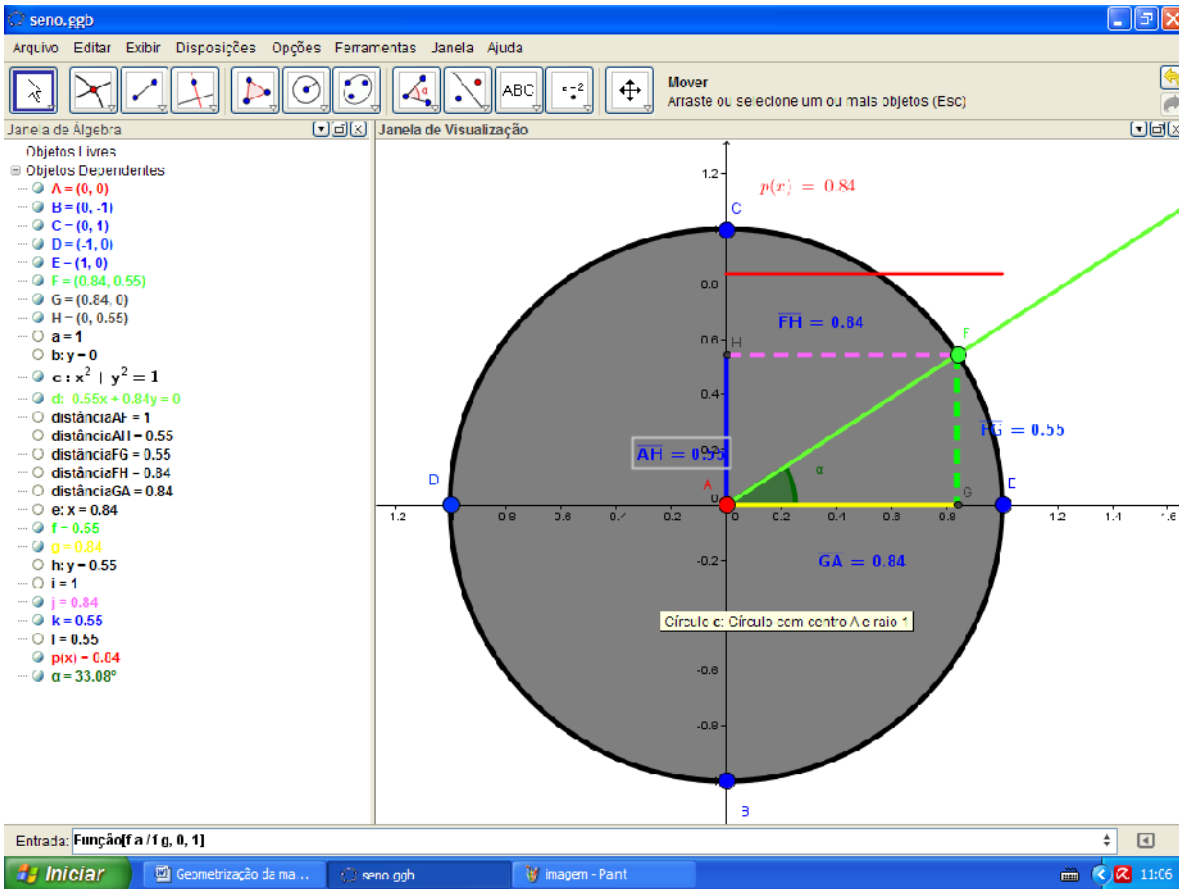 seno.ggb
Arquivo Editar Exibir Disposições Opções Ferramentas Janela Ajuda
ABC
Mover
Arraste ou selecione um ou mais objetos (Esc)
Janela de Álgebra
Janela de Visualização
Objetos Livres
Objetos Dependentes
A = (0, 0)
B = (0, -1)
C = (0, 1)
D = (-1, 0)
E = (1, 0)
F = (0.84, 0.55)
G = (0.84, 0)
H = (0, 0.55)
a = 1
b: y = 0
c : x² + y² = 1
d: 0.55x + 0.84y = 0
distânciaAF = 1
distânciaAH = 0.55
distânciaFG = 0.55
distânciaFH = 0.84
distânciaGA = 0.84
e: x = 0.84
f = 0.55
g = 0.84
h: y = 0.55
i = 1
j = 0.84
k = 0.55
l = 0.55
p(x) = 0.84
α = 33.08°
1.2
p(x) = 0.84
C
FH = 0.84
0.6
H
F
0.4
FG = 0.55
AH = 0.55
α
D
A
G
E
0
0.2
0.4
1.2
1.4
1.6
-0.2
GA = 0.84
Círculo c: Círculo com centro A e raio 1
-0.6
B
Entrada: Função[f a / f g, 0, 1]
Iniciar
Geometrização da ma...
seno.ggb
imagem - Paint
11:06